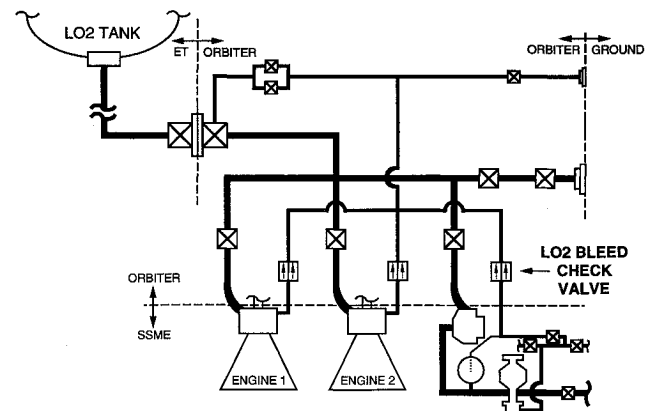 LO2 TANK
ET
ORBITER
ORBITER
GROUND
LO2 BLEED
CHECK
VALVE
ORBITER
SSME
ENGINE 1
ENGINE 2